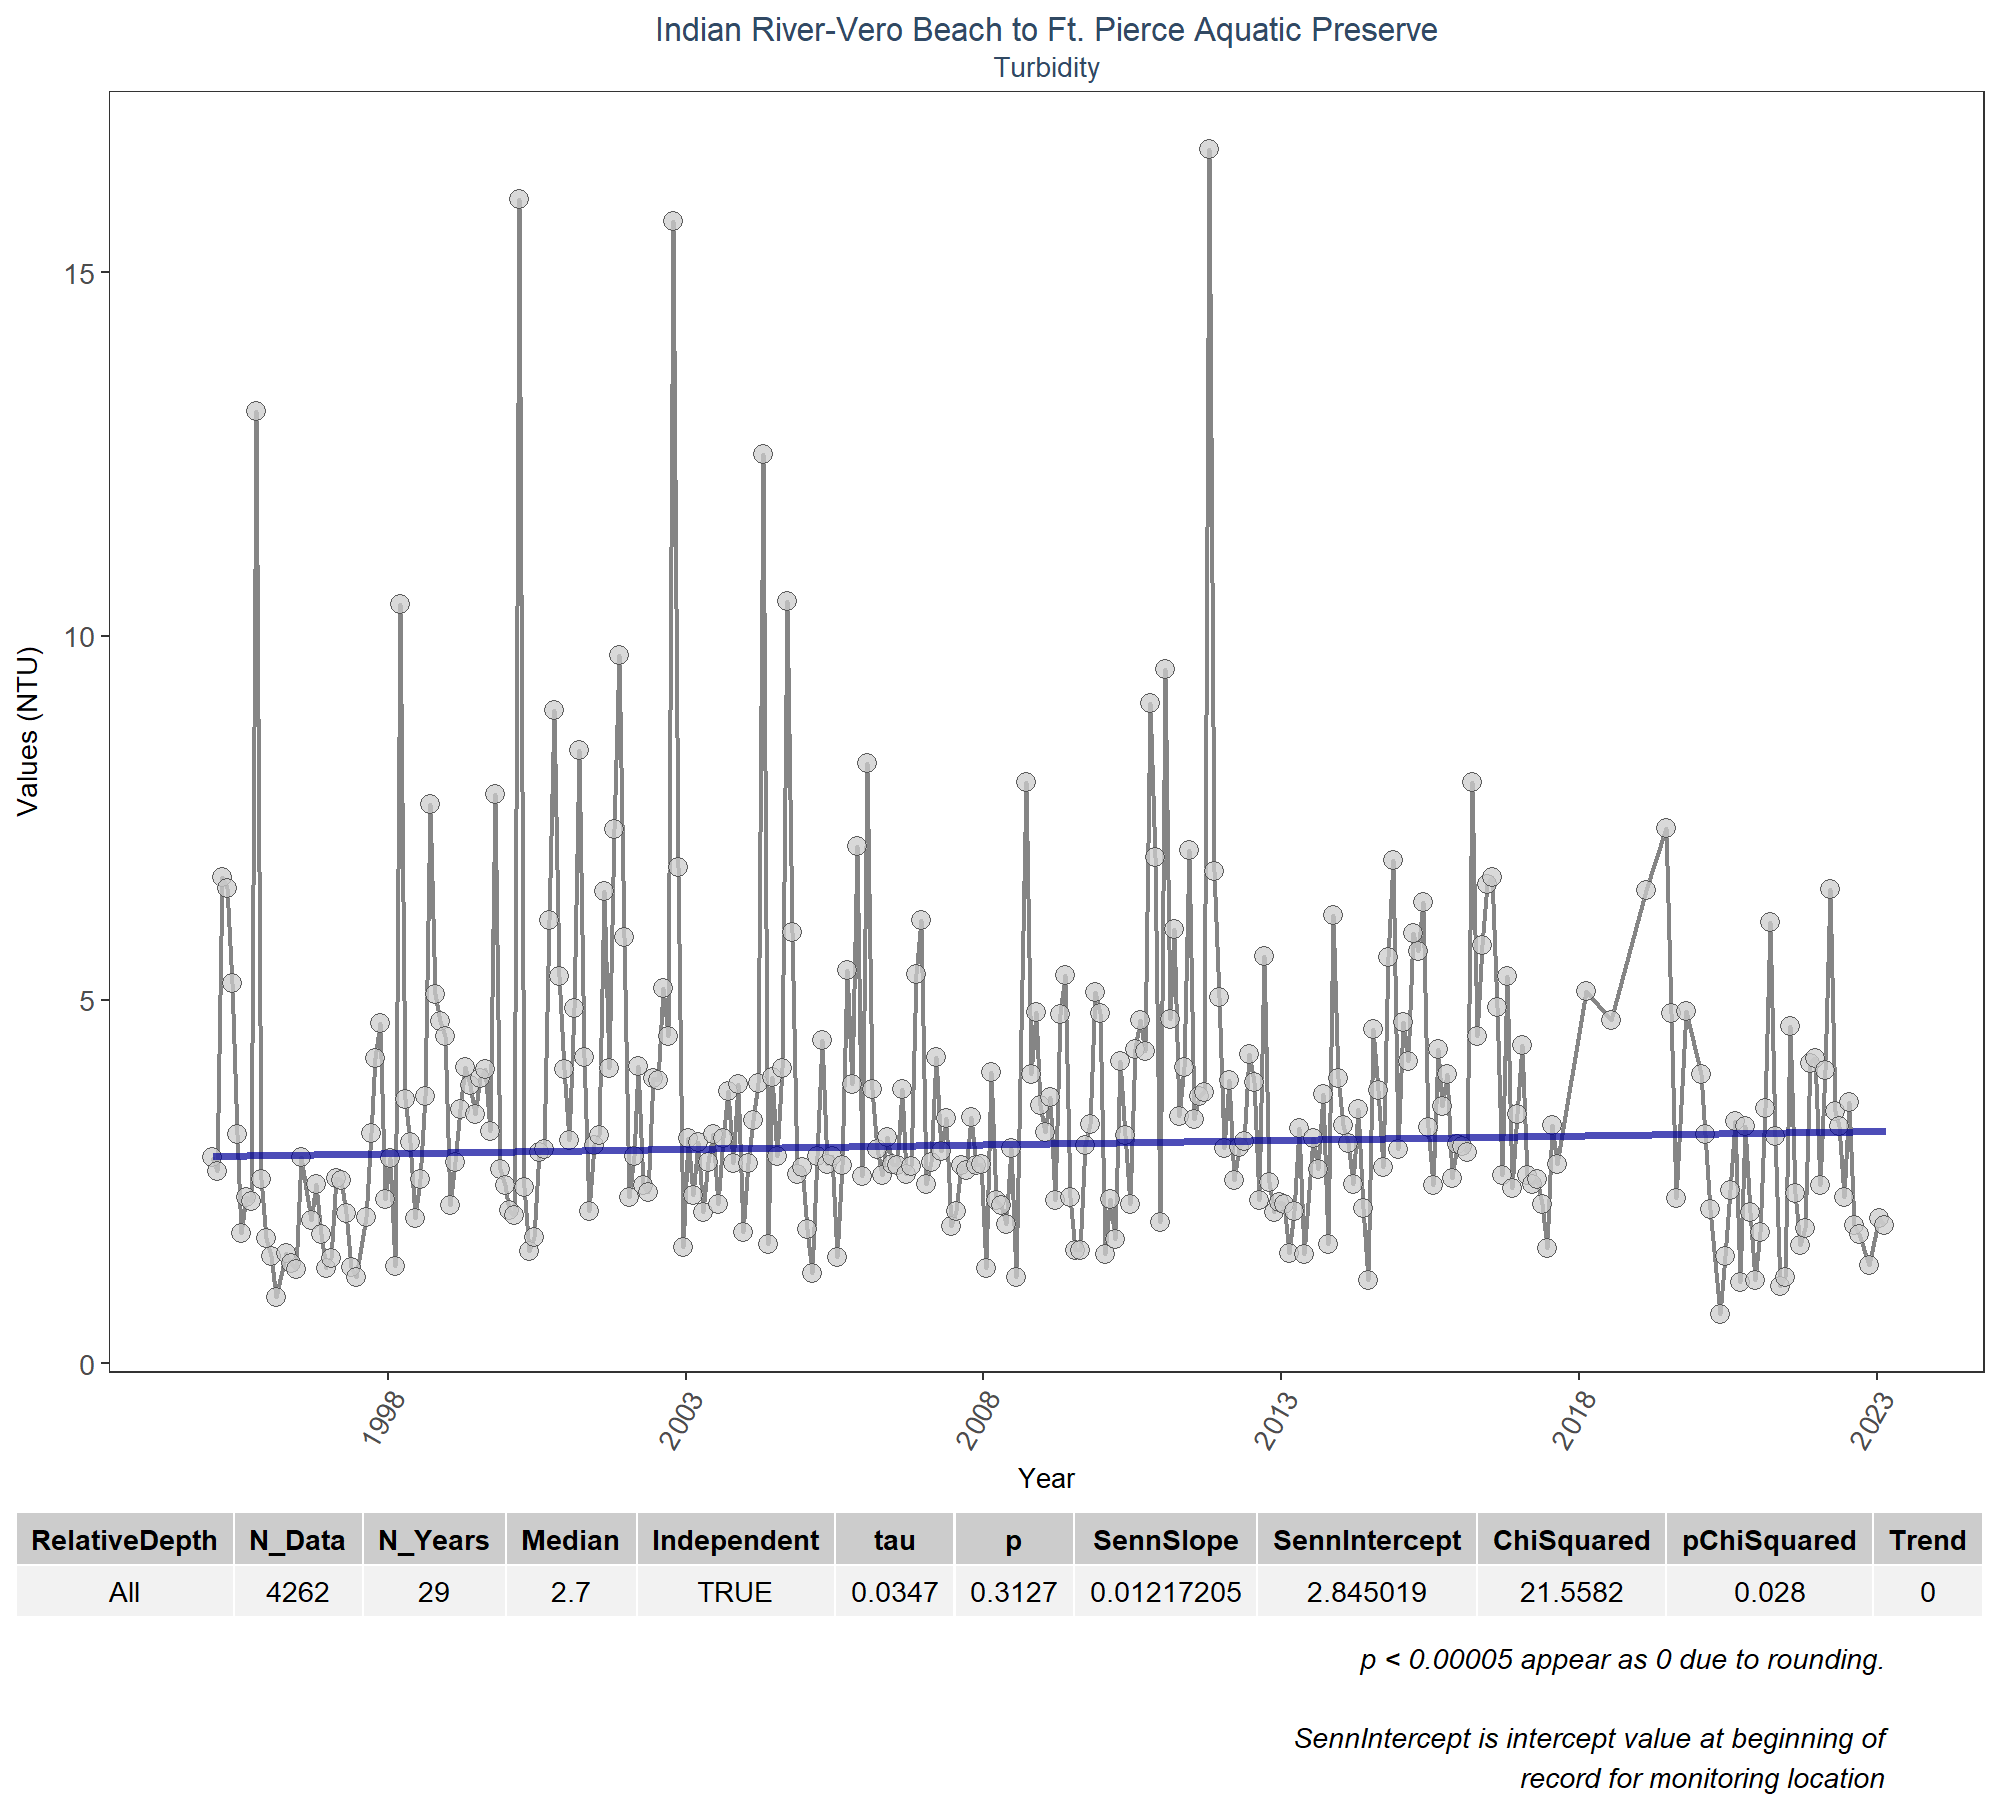 Indian River-Vero Beach to Ft. Pierce Aquatic Preserve
Turbidity
Values (NTU)
15
10
5
0
1998
2003
2008
2013
2018
2023
Year
RelativeDepth N_Data N_Years Median Independent tau p SennSlope SennIntercept ChiSquared pChiSquared Trend
All 4262 29 2.7 TRUE 0.0347 0.3127 0.01217205 2.845019 21.5582 0.028 0
p < 0.00005 appear as 0 due to rounding.
SennIntercept is intercept value at beginning of
record for monitoring location